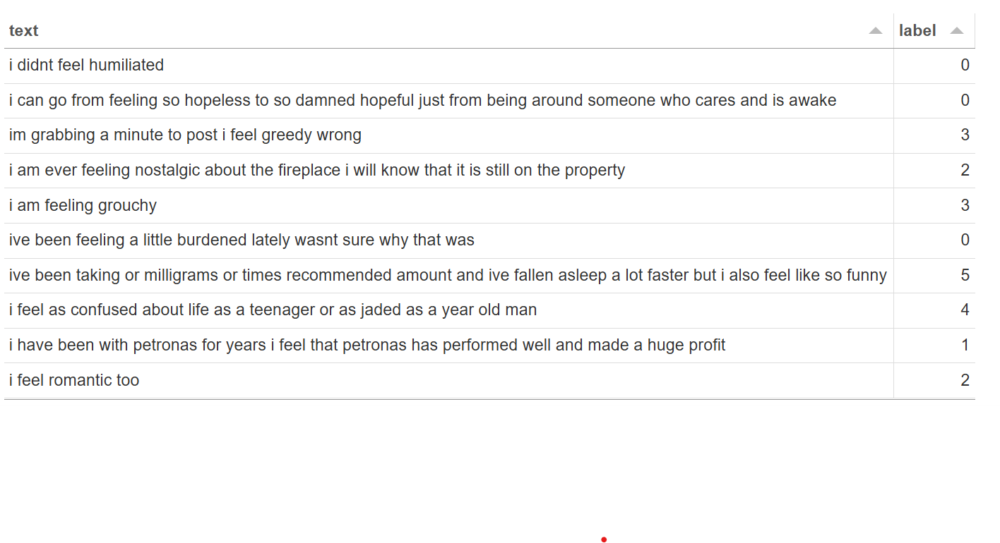 text label
i didnt feel humiliated 0
i can go from feeling so hopeless to so damned hopeful just from being around someone who cares and is awake 0
im grabbing a minute to post i feel greedy wrong 3
i am ever feeling nostalgic about the fireplace i will know that it is still on the property 2
i am feeling grouchy 3
ive been feeling a little burdened lately wasnt sure why that was 0
ive been taking or milligrams or times recommended amount and ive fallen asleep a lot faster but i also feel like so funny 5
i feel as confused about life as a teenager or as jaded as a year old man 4
i have been with petronas for years i feel that petronas has performed well and made a huge profit 1
i feel romantic too 2